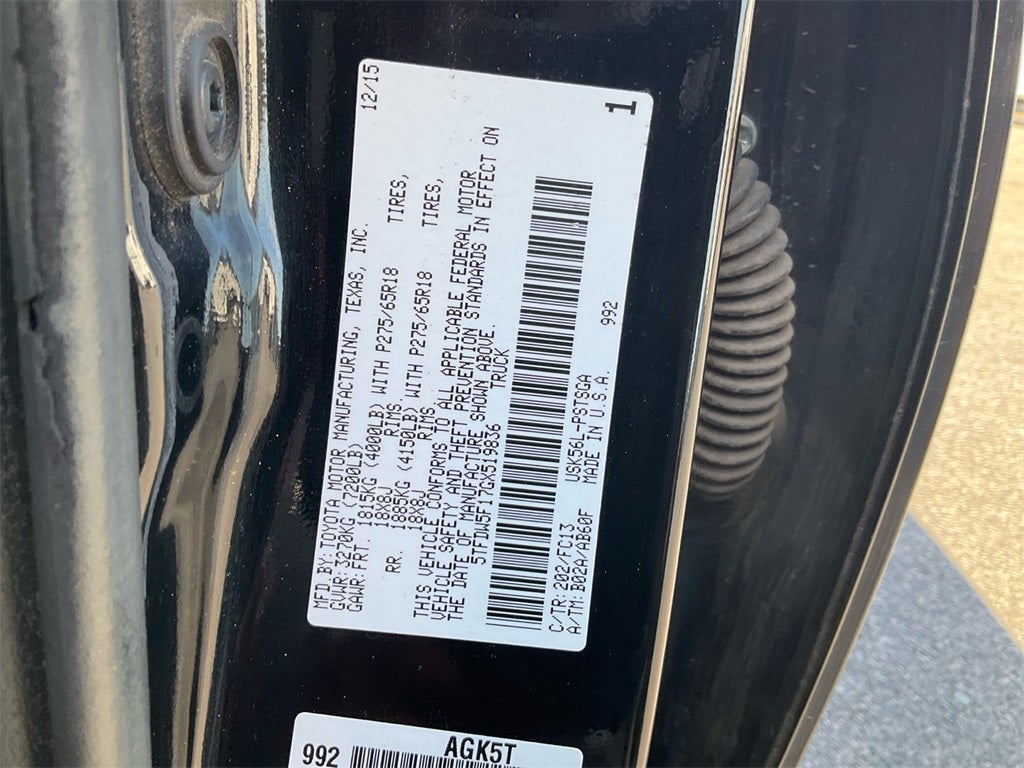 MFD.BY:TOYOTA MOTOR MANUFACTURING, TEXAS, INC. 12/15
GVWR:3270KG (7200LB)
GAWR:FRT. 1815KG (4000LB) WITH P275/65R18 TIRES,
18X8J RIMS
RR. 1885KG (4150LB) WITH P275/65R18 TIRES,
18X8J RIMS
THIS VEHICLE CONFORMS TO ALL APPLICABLE FEDERAL MOTOR
VEHICLE SAFETY AND THEFT PREVENTION STANDARDS IN EFFECT ON
THE DATE OF MANUFACTURE SHOWN ABOVE.
5TFDW5F17GX519836 TRUCK
1
C/TR: 202/FC13 USK56L-PSTSGA 992
A/TM: B02A/AB60F MADE IN U.S.A.
AGK5T
992